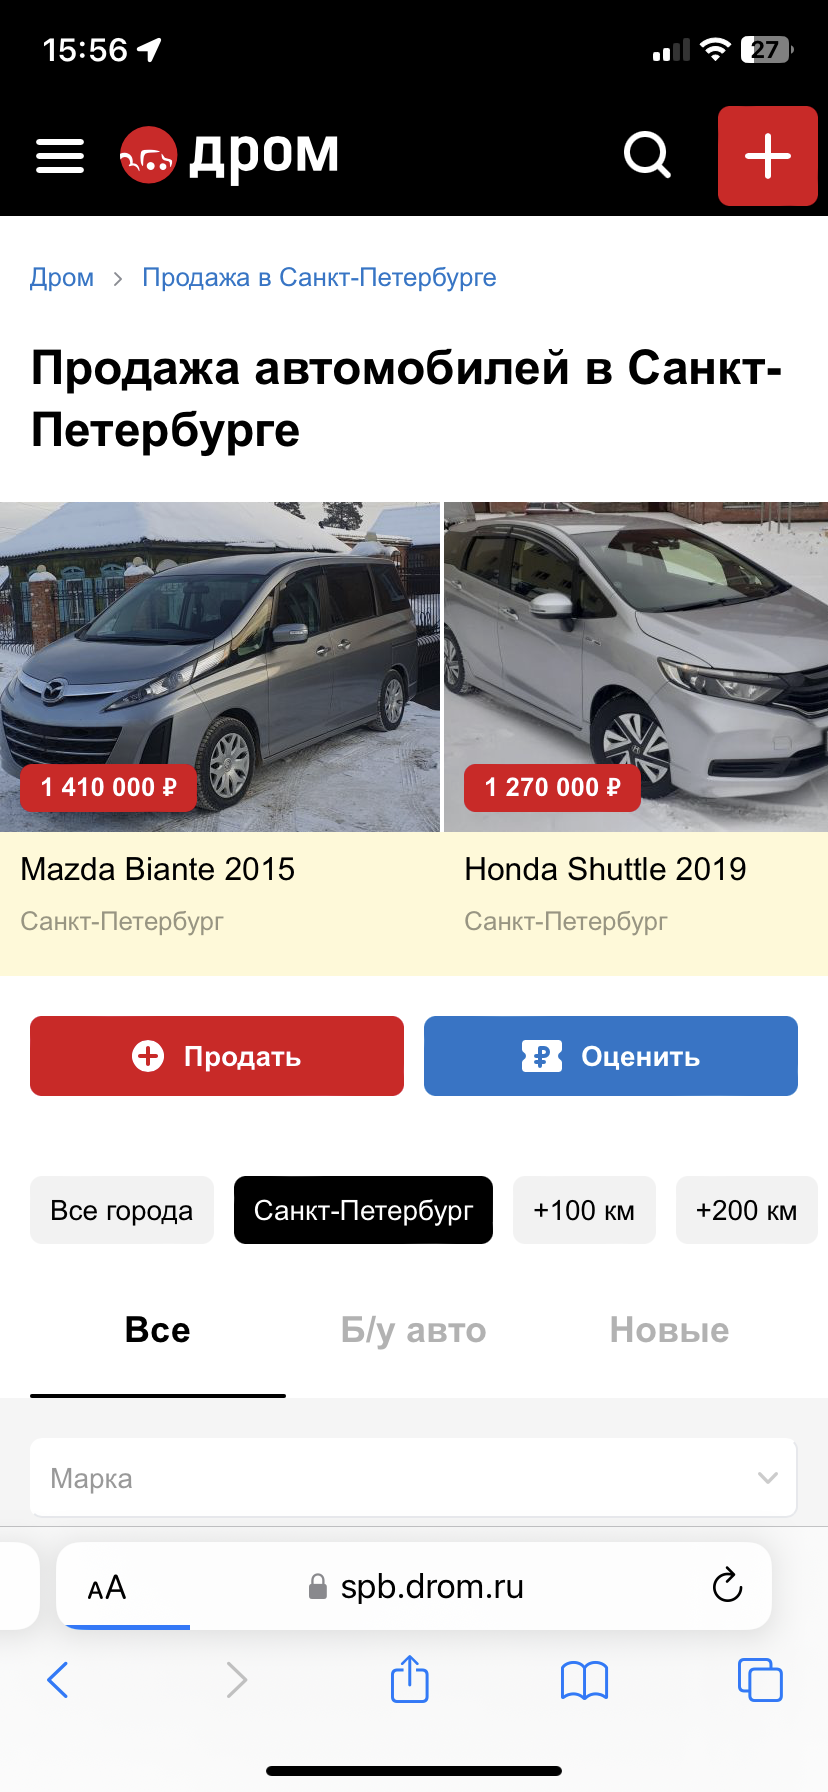 15:56
27
дром
Дром > Продажа в Санкт-Петербурге
Продажа автомобилей в Санкт-
Петербурге
1 410 000 ₽
1 270 000 ₽
Mazda Biante 2015
Honda Shuttle 2019
Санкт-Петербург
Санкт-Петербург
Продать
Оценить
Все города
Санкт-Петербург
+100 км
+200 км
Все
Б/у авто
Новые
Марка
AA
spb.drom.ru